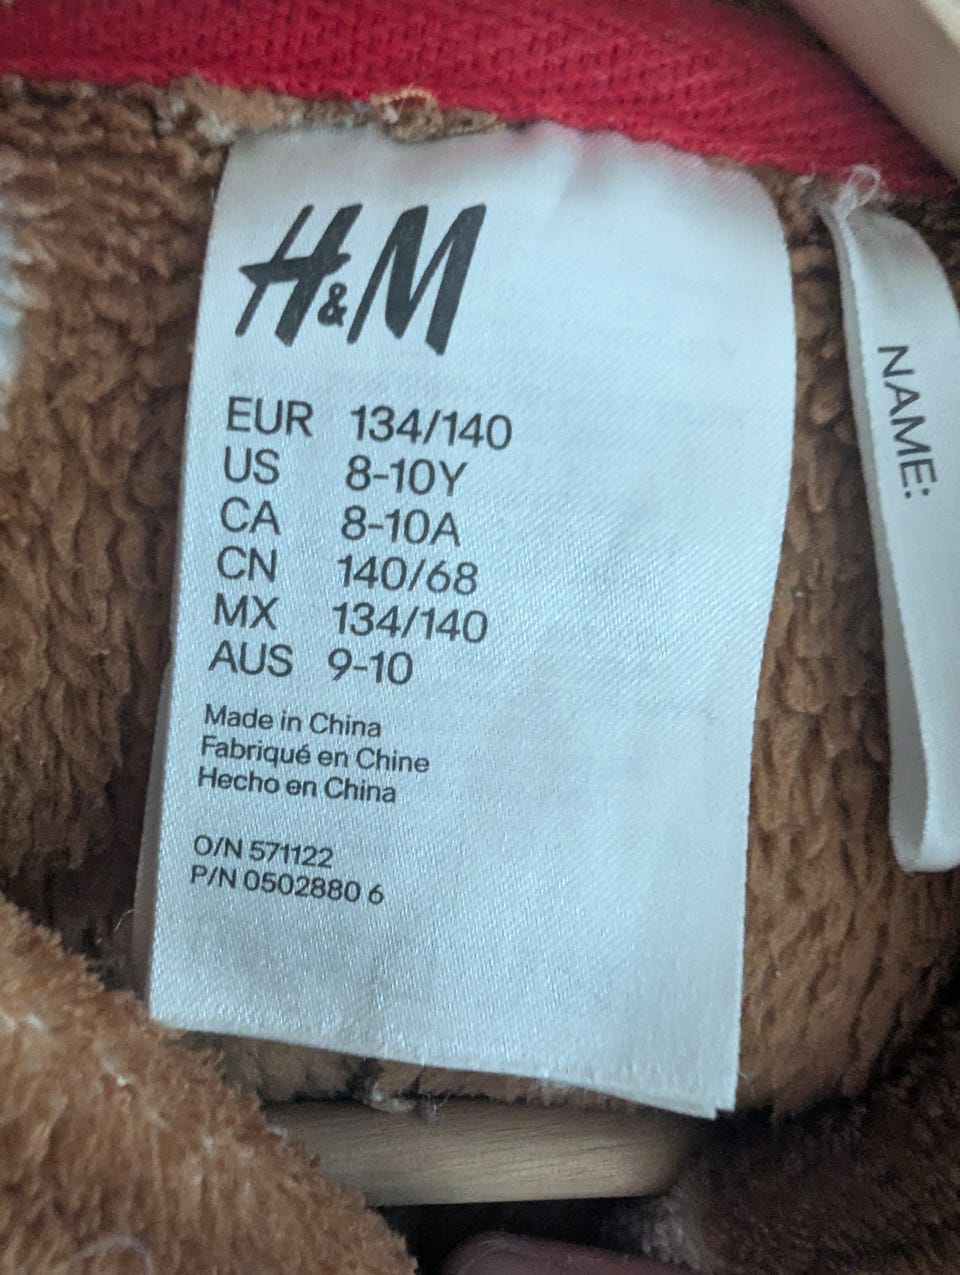 H&M
EUR 134/140
US 8-10Y
CA 8-10A
CN 140/68
MX 134/140
AUS 9-10
Made in China
Fabriqué en Chine
Hecho en China
O/N 571122
P/N 0502880 6
NAME: